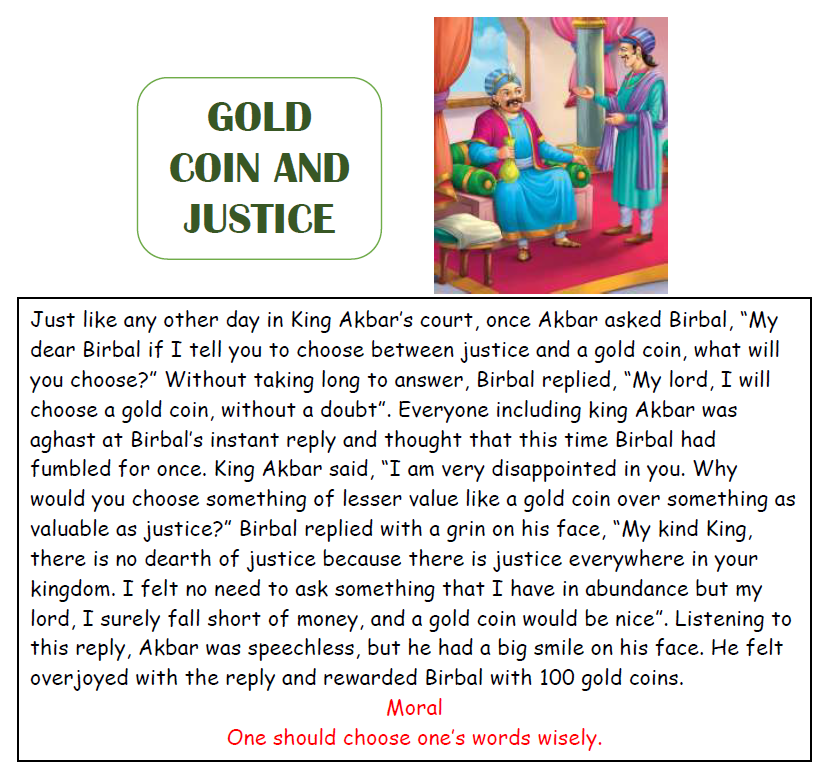 GOLD
COIN AND
JUSTICE
Just like any other day in King Akbar’s court, once Akbar asked Birbal, “My
dear Birbal if I tell you to choose between justice and a gold coin, what will
you choose?” Without taking long to answer, Birbal replied, “My lord, I will
choose a gold coin, without a doubt”. Everyone including king Akbar was
aghast at Birbal’s instant reply and thought that this time Birbal had
fumbled for once. King Akbar said, “I am very disappointed in you. Why
would you choose something of lesser value like a gold coin over something as
valuable as justice?” Birbal replied with a grin on his face, “My kind King,
there is no dearth of justice because there is justice everywhere in your
kingdom. I felt no need to ask something that I have in abundance but my
lord, I surely fall short of money, and a gold coin would be nice”. Listening to
this reply, Akbar was speechless, but he had a big smile on his face. He felt
overjoyed with the reply and rewarded Birbal with 100 gold coins.
Moral
One should choose one’s words wisely.